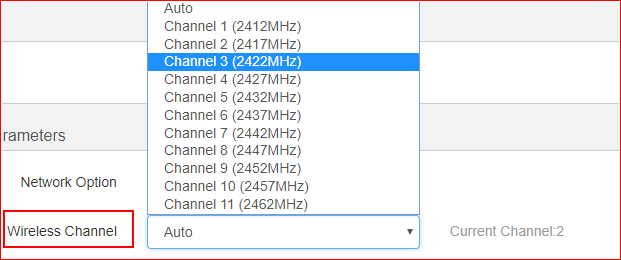 Auto
Channel 1 (2412MHz)
Channel 2 (2417MHz)
Channel 3 (2422MHz)
Channel 4 (2427MHz)
Channel 5 (2432MHz)
Channel 6 (2437MHz)
Channel 7 (2442MHz)
Channel 8 (2447MHz)
Channel 9 (2452MHz)
Channel 10 (2457MHz)
Channel 11 (2462MHz)
rameters
Network Option
Wireless Channel Auto Current Channel:2